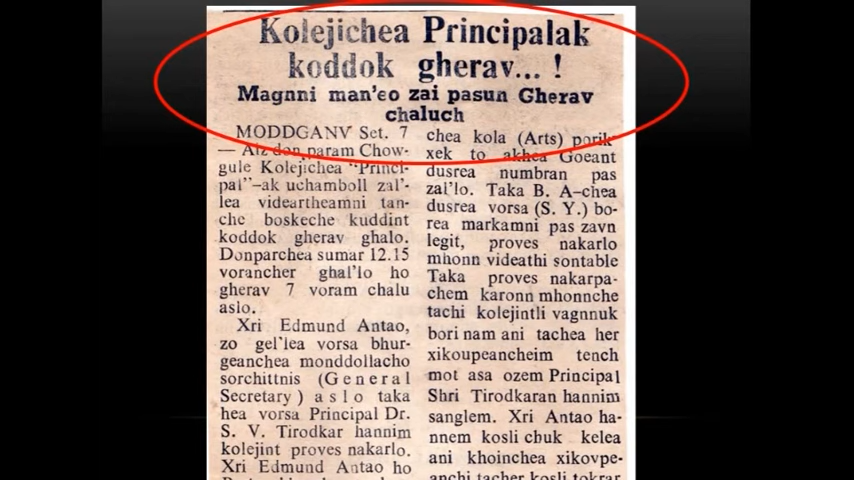 Kolejichea Principalak
koddok gherav... !
Magnni man'eo zai pasun Gherav
chaluch
MODDGANV Set. 7
— Aiz don param Chow-
gule Kolejichea "Princi-
pal"-ak uchamboll zal'-
lea videartheamni tan-
che boskeche kuddint
koddok gherav ghalo.
Donparchea sumar 12.15
vorancher ghal'lo ho
gherav 7 voram chalu
aslo.
Xri Edmund Antao,
zo gel'lea vorsa bhur-
geanchea monddollacho
sorchittnis (General
Secretary) aslo taka
hea vorsa Principal Dr.
S. V. Tirodkar hannim
kolejint proves nakarlo.
Xri Edmund Antao ho
chea kola (Arts) porik
xek to akhea Goeant
dusrea numbran pas
zal'lo. Taka B. A-chea
dusrea vorsa (S. Y.) bo-
rea markamni pas zavn
legit, proves nakarlo
mhonn videathi sontable
Taka proves nakarpa-
chem karonn mhonnche
tachi kolejintli vagnnuk
bori nam ani tachea her
xikoupeancheim tench
mot asa ozem Principal
Shri Tirodkaran hannim
sanglem. Xri Antao ha-
nnem kosli chuk kelea
ani khoinchea xikovpe-
anchi tacher kosli tokrar